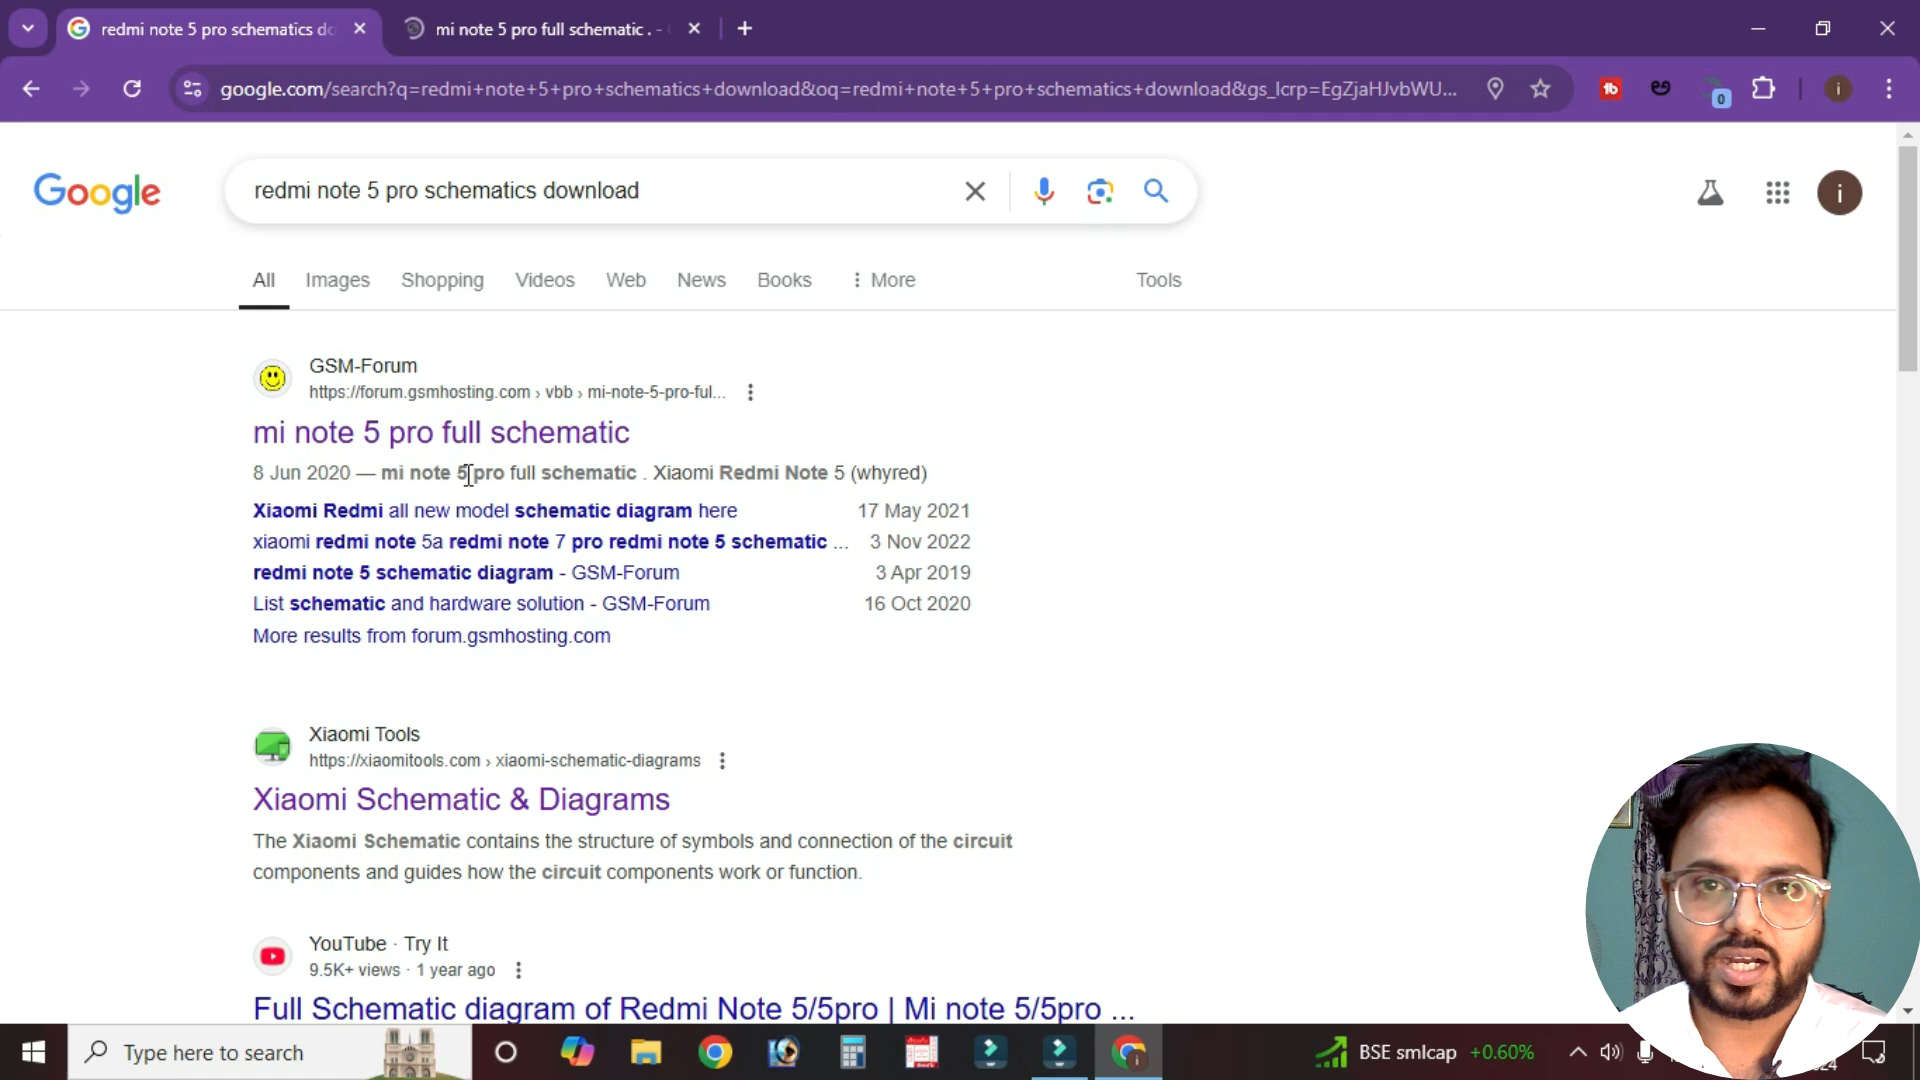 redmi note 5 pro schematics do
mi note 5 pro full schematic . -
google.com/search?q=redmi+note+5+pro+schematics+download&oq=redmi+note+5+pro+schematics+download&gs_lcrp=EgZjaHJvbWU...
0
i
Google
redmi note 5 pro schematics download
i
All Images Shopping Videos Web News Books More Tools
GSM-Forum
https://forum.gsmhosting.com › vbb › mi-note-5-pro-ful...
mi note 5 pro full schematic
8 Jun 2020 — mi note 5 pro full schematic . Xiaomi Redmi Note 5 (whyred)
Xiaomi Redmi all new model schematic diagram here 17 May 2021
xiaomi redmi note 5a redmi note 7 pro redmi note 5 schematic ... 3 Nov 2022
redmi note 5 schematic diagram - GSM-Forum 3 Apr 2019
List schematic and hardware solution - GSM-Forum 16 Oct 2020
More results from forum.gsmhosting.com
Xiaomi Tools
https://xiaomitools.com › xiaomi-schematic-diagrams
Xiaomi Schematic & Diagrams
The Xiaomi Schematic contains the structure of symbols and connection of the circuit
components and guides how the circuit components work or function.
YouTube · Try It
9.5K+ views · 1 year ago
Full Schematic diagram of Redmi Note 5/5pro | Mi note 5/5pro ...
Type here to search
BSE smlcap +0.60%